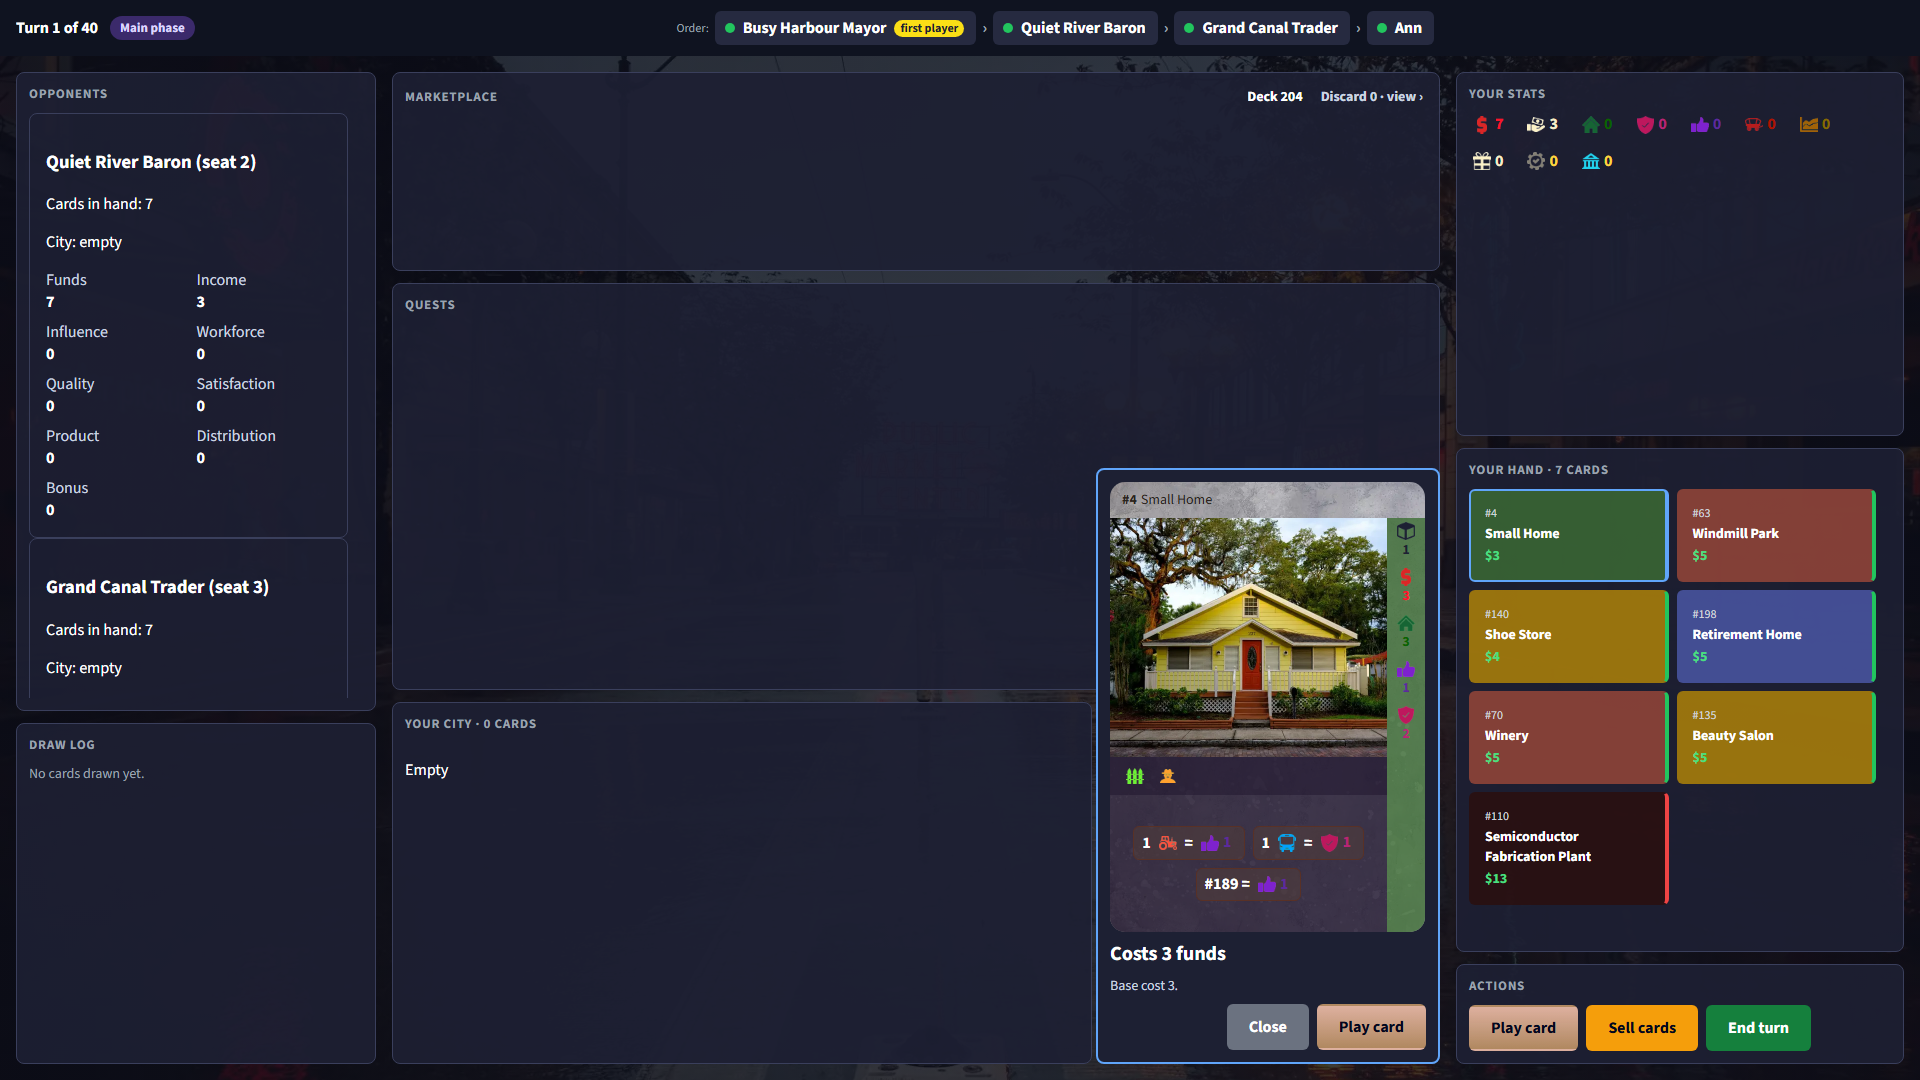 Turn 1 of 40 Main phase
Order: Busy Harbour Mayor first player › Quiet River Baron › Grand Canal Trader › Ann
OPPONENTS
Quiet River Baron (seat 2)
Cards in hand: 7
City: empty
Funds Income
7 3
Influence Workforce
0 0
Quality Satisfaction
0 0
Product Distribution
0 0
Bonus
0
Grand Canal Trader (seat 3)
Cards in hand: 7
City: empty
DRAW LOG
No cards drawn yet.
MARKETPLACE
Deck 204 Discard 0 · view ›
QUESTS
YOUR CITY · 0 CARDS
Empty
#4 Small Home
1
3
3
1
2
1 = 1 1 = 1
#189 = 1
Costs 3 funds
Base cost 3.
Close Play card
YOUR STATS
7 3 0 0 0 0 0
0 0 0
YOUR HAND · 7 CARDS
#4
Small Home
$3
#63
Windmill Park
$5
#140
Shoe Store
$4
#198
Retirement Home
$5
#70
Winery
$5
#135
Beauty Salon
$5
#110
Semiconductor
Fabrication Plant
$13
ACTIONS
Play card Sell cards End turn